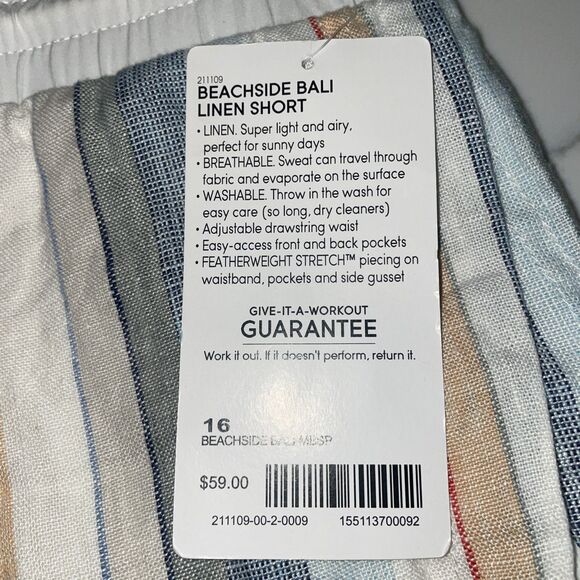 211109
BEACHSIDE BALI
LINEN SHORT
• LINEN. Super light and airy,
perfect for sunny days
• BREATHABLE. Sweat can travel through
fabric and evaporate on the surface
• WASHABLE. Throw in the wash for
easy care (so long, dry cleaners)
• Adjustable drawstring waist
• Easy-access front and back pockets
• FEATHERWEIGHT STRETCH™ piecing on
waistband, pockets and side gusset
GIVE-IT-A-WORKOUT
GUARANTEE
Work it out. If it doesn't perform, return it.
16
BEACHSIDE BALI-MBSP
$59.00
211109-00-2-0009 155113700092